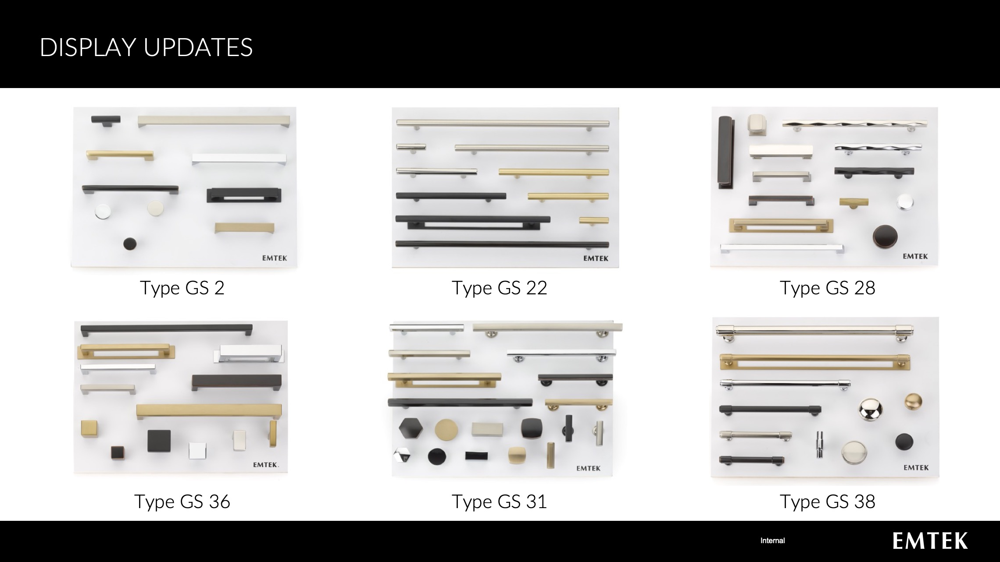 DISPLAY UPDATES
EMTEK
EMTEK
EMTEK
Type GS 2
Type GS 22
Type GS 28
EMTEK.
EMTEK
EMTEK
Type GS 36
Type GS 31
Type GS 38
Internal
EMTEK